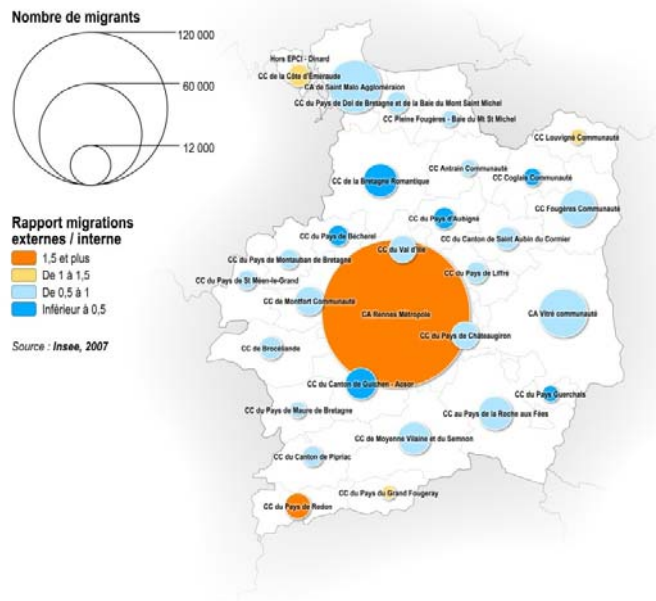 Nombre de migrants
120 000
60 000
12 000
Rapport migrations
externes / interne
1,5 et plus
De 1 à 1,5
De 0,5 à 1
Inférieur à 0,5
Source : Insee, 2007
Hors EPCI - Dinard
CC de la Côte d'Emeraude
CA de Saint Malo Agglomération
CC du Pays de Dol de Bretagne et de la Baie du Mont Saint Michel
CC Pleine Fougères - Baie du Mt St Michel
CC Louvigné Communauté
CC Antrain Communauté
CC Coglais Communauté
CC de la Bretagne Romantique
CC Fougères Communauté
CC du Pays d'Aubigné
CC du Pays de Bécherel
CC du Canton de Saint Aubin du Cormier
CC du Val d'Ille
CC du Pays de Montauban de Bretagne
CC du Pays de Liffré
CC du Pays de St Méen-le-Grand
CC de Montfort Communauté
CA Rennes Métropole
CA Vitré communauté
CC du Pays de Châteaugiron
CC de Brocéliande
CC du Canton de Guichen - Acsor
CC du Pays Guerchais
CC du Pays de Maure de Bretagne
CC au Pays de la Roche aux Fées
CC de Moyenne Vilaine et du Semnon
CC du Canton de Pipriac
CC du Pays du Grand Fougeray
CC du Pays de Redon